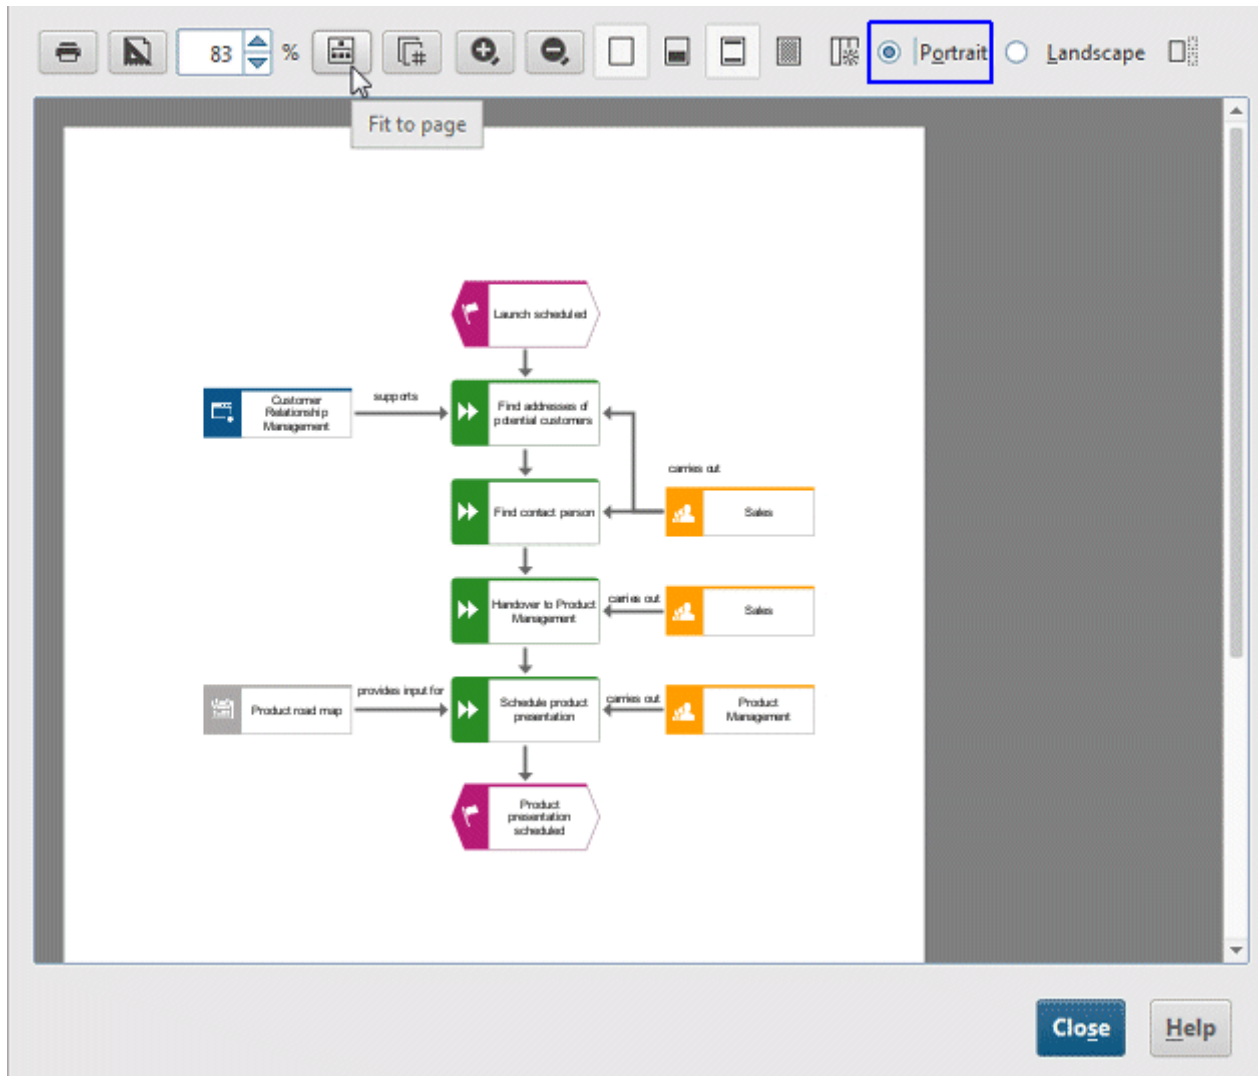 83 % Portrait Landscape
Fit to page
Launch scheduled
Customer
Relationship
Management
supports
Find addresses of
potential customers
carries out
Find contact person
Sales
Handover to Product
Management
carries out
Sales
Product road map
provides input for
Schedule product
presentation
carries out
Product
Management
Product
presentation
scheduled
Close Help